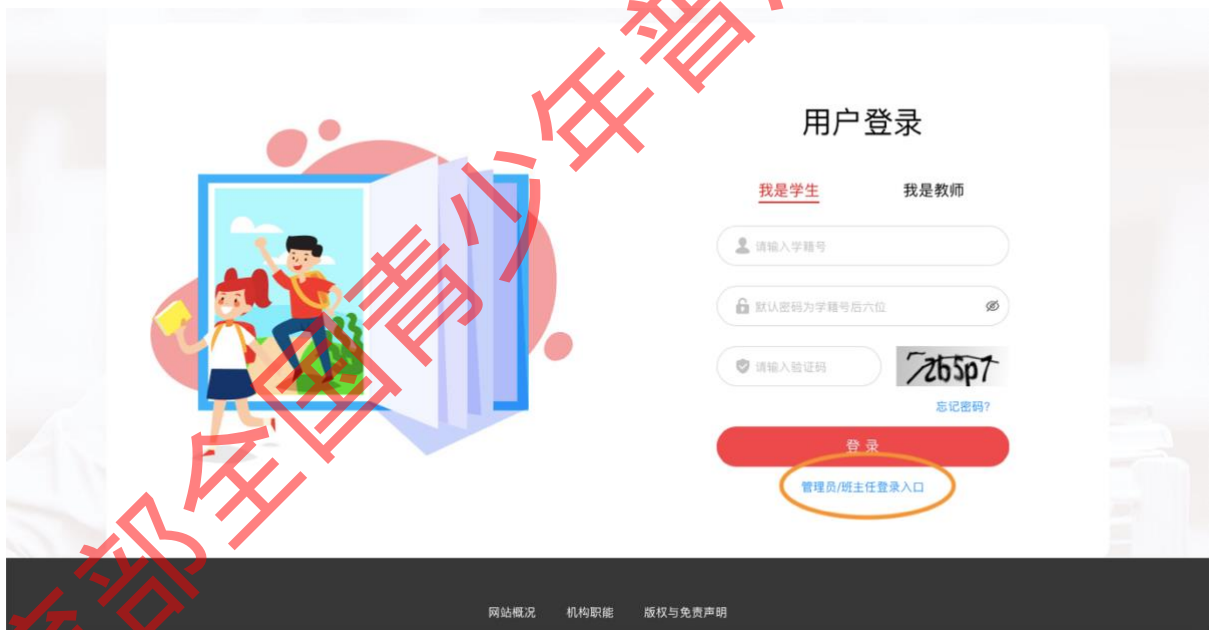 用户登录
我是学生 我是教师
请输入学籍号
默认密码为学籍号后六位
请输入验证码 72b5p7
忘记密码?
登 录
管理员/班主任登录入口
网站概况 机构职能 版权与免责声明
部全国青少年普